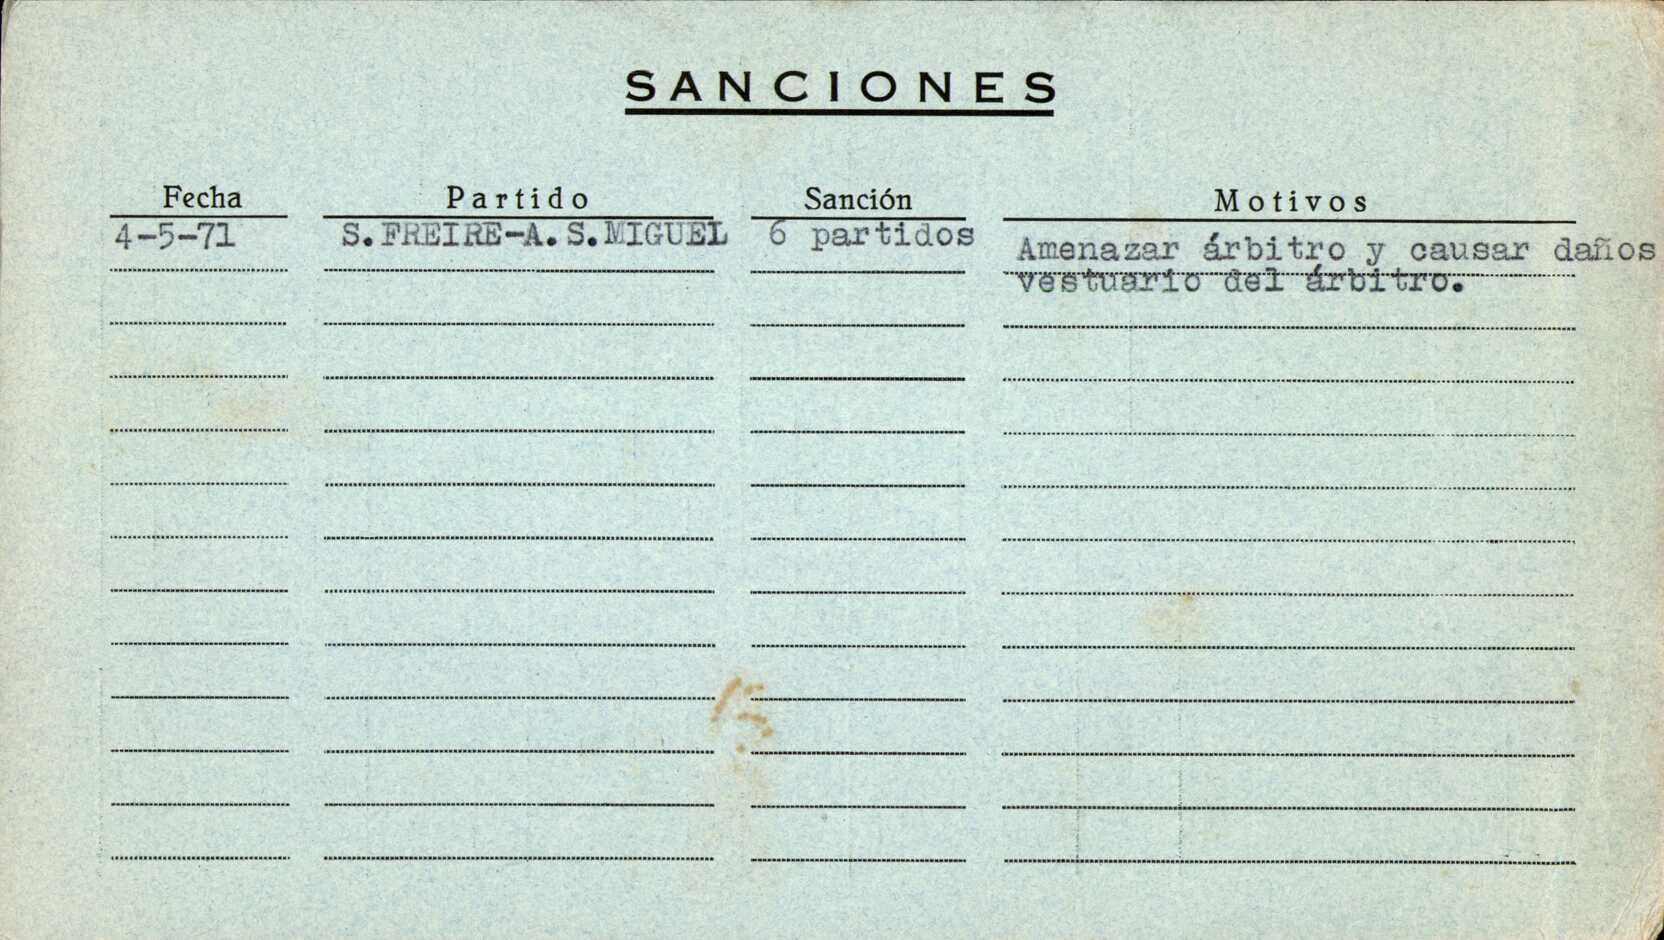 SANCIONES
Fecha Partido Sanción Motivos
4-5-71 S.FREIRE-A.S.MIGUEL 6 partidos Amenazar árbitro y causar daños
vestuario del árbitro.